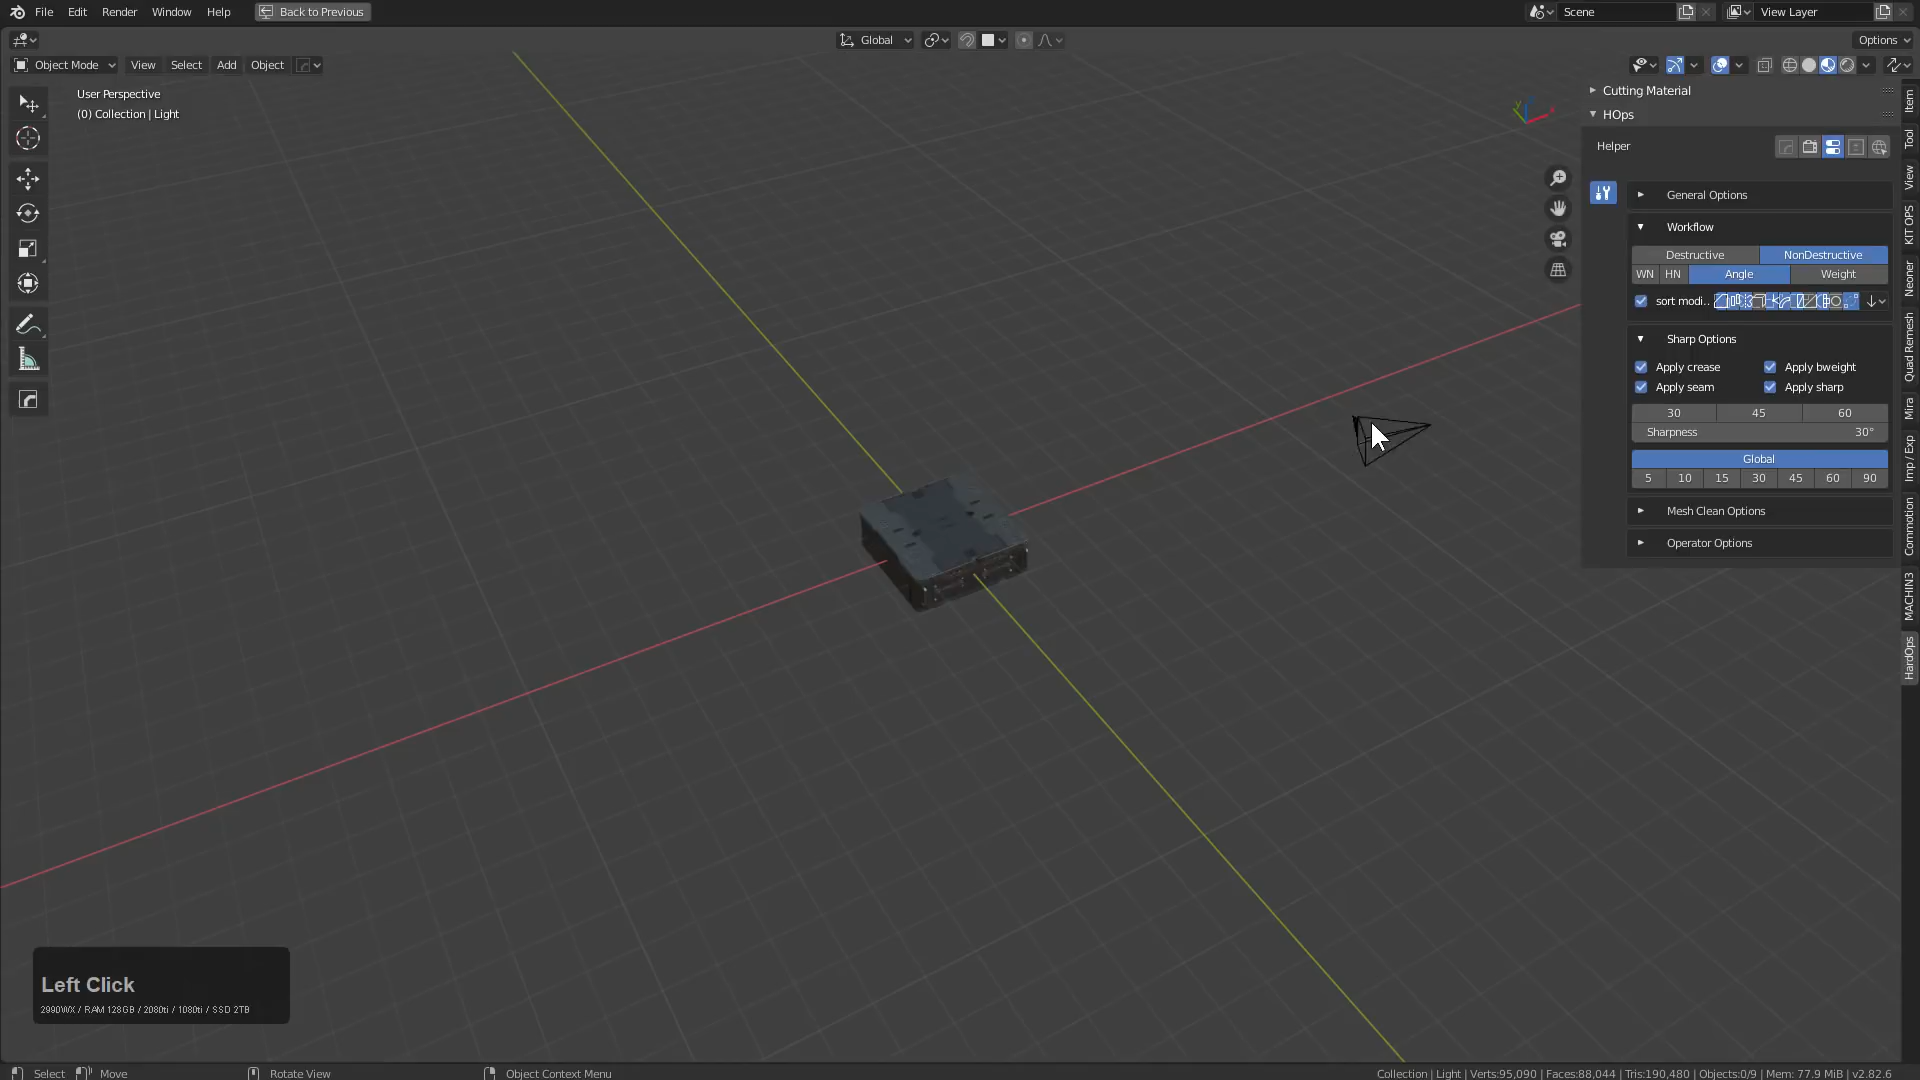 File Edit Render Window Help Back to Previous Scene View Layer
Global Options
Object Mode View Select Add Object
User Perspective
(0) Collection | Light
Cutting Material
HOps
Helper
General Options
Workflow
Destructive NonDestructive
WN HN Angle Weight
sort modi..
Sharp Options
Apply crease Apply bweight
Apply seam Apply sharp
30 45 60
Sharpness 30°
Global
5 10 15 30 45 60 90
Mesh Clean Options
Operator Options
Item
Tool
View
KIT OPS
Neoner
Quad Remesh
Mira
Imp / Exp
Commotion
MACHIN3
HardOps
X
Y
Left Click
2990WX / RAM 128GB / 2080ti / 1080ti / SSD 2TB
Select Move Rotate View Object Context Menu Collection | Light | Verts:95,090 | Faces:88,044 | Tris:190,480 | Objects:0/9 | Mem: 77.9 MiB | v2.82.6